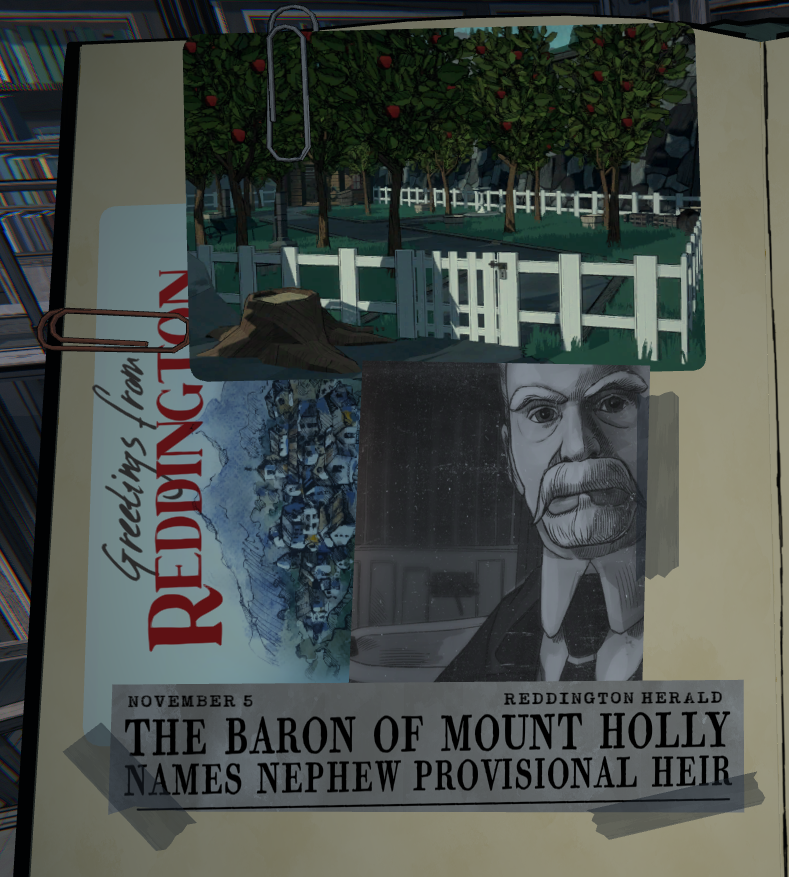 Greetings from
REDDINGTON
NOVEMBER 5
REDDINGTON HERALD
THE BARON OF MOUNT HOLLY
NAMES NEPHEW PROVISIONAL HEIR